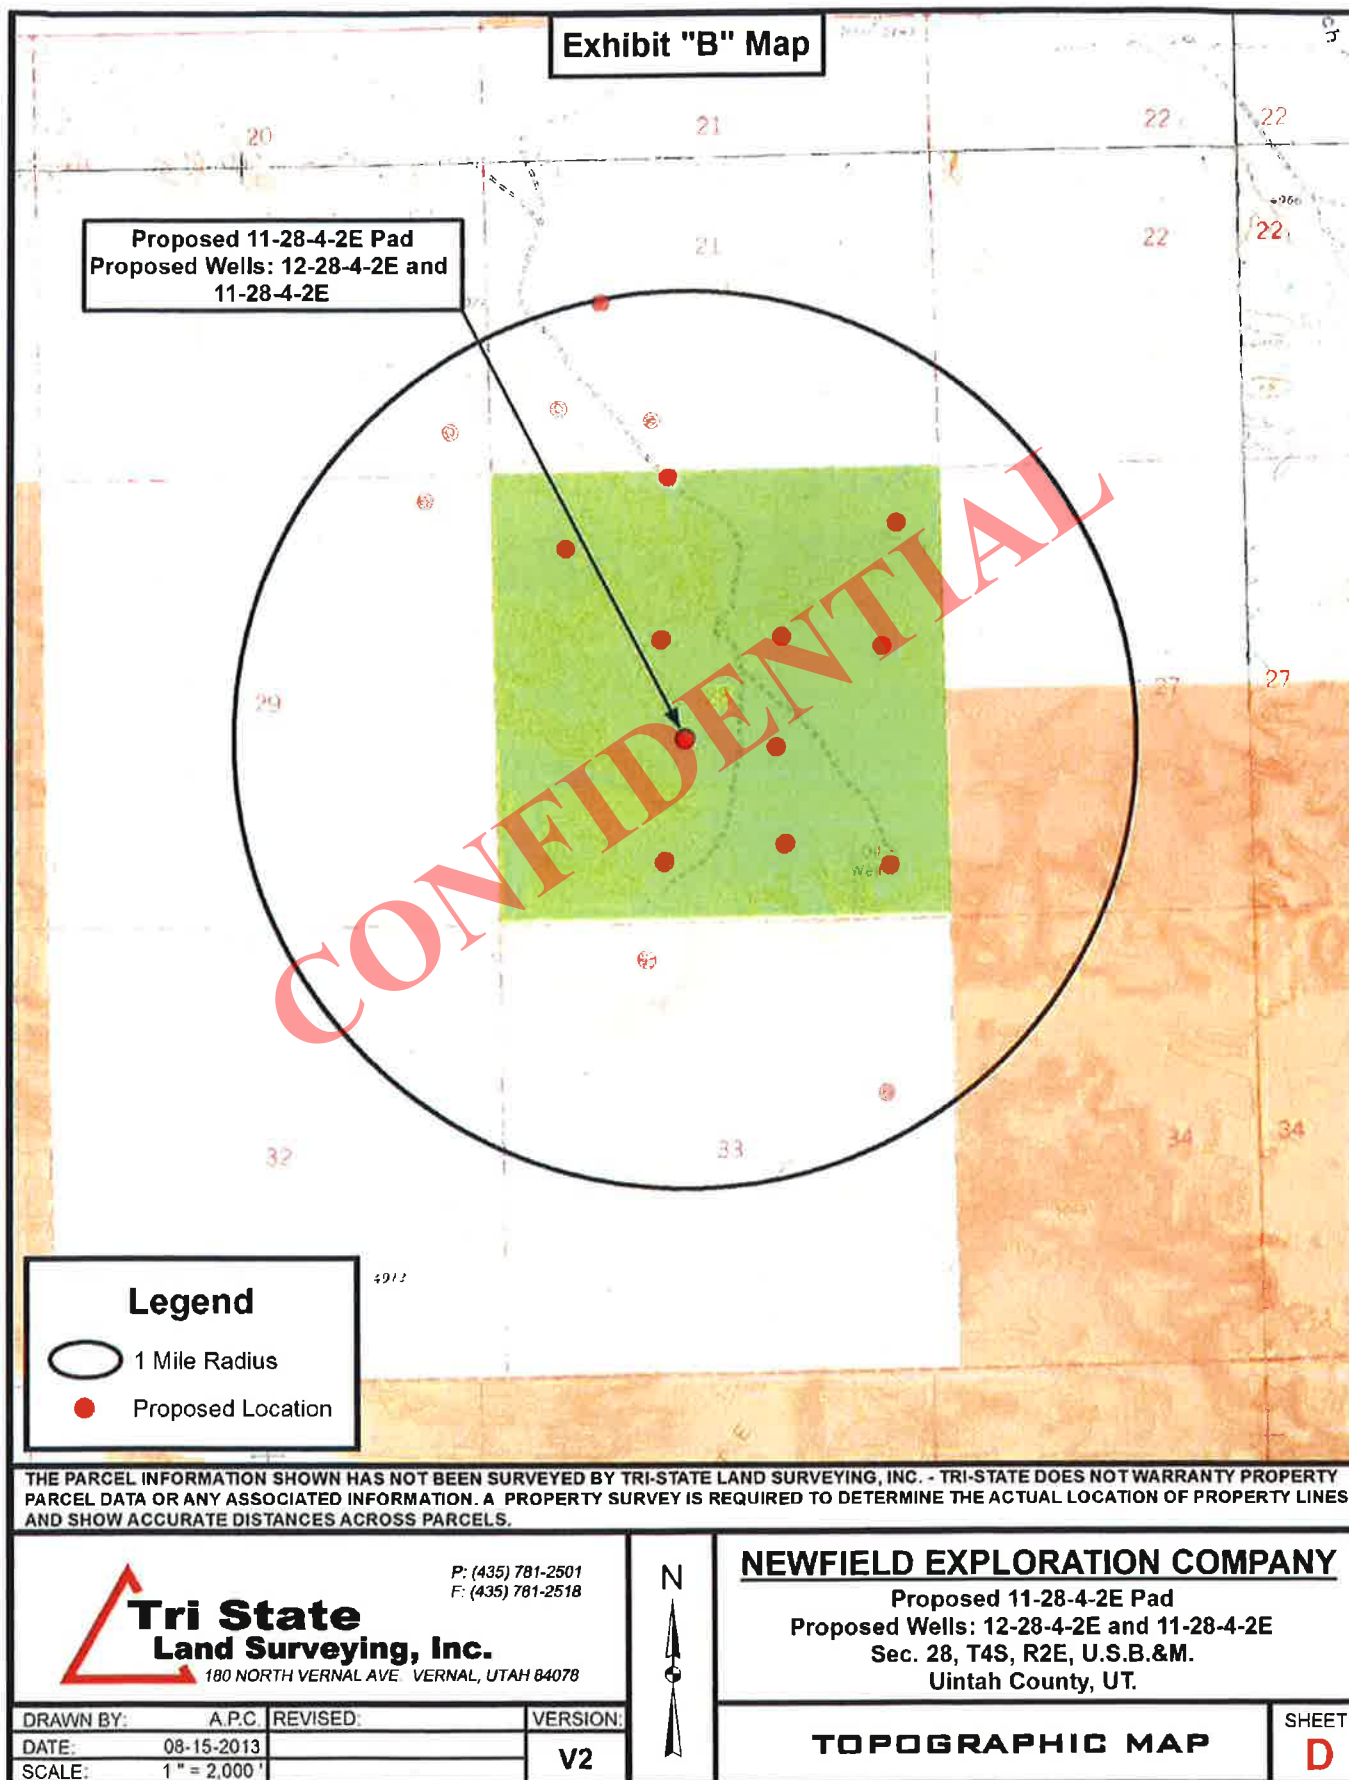 Exhibit "B" Map
ch
20
21
22
22
4966
Proposed 11-28-4-2E Pad
Proposed Wells: 12-28-4-2E and
11-28-4-2E
21
22
22
29
27
27
CONFIDENTIAL
32
33
34
34
Legend
1 Mile Radius
Proposed Location
4913
THE PARCEL INFORMATION SHOWN HAS NOT BEEN SURVEYED BY TRI-STATE LAND SURVEYING, INC. - TRI-STATE DOES NOT WARRANTY PROPERTY
PARCEL DATA OR ANY ASSOCIATED INFORMATION. A PROPERTY SURVEY IS REQUIRED TO DETERMINE THE ACTUAL LOCATION OF PROPERTY LINES
AND SHOW ACCURATE DISTANCES ACROSS PARCELS.
P: (435) 781-2501
F: (435) 781-2518
Tri State
Land Surveying, Inc.
180 NORTH VERNAL AVE. VERNAL, UTAH 84078
N
NEWFIELD EXPLORATION COMPANY
Proposed 11-28-4-2E Pad
Proposed Wells: 12-28-4-2E and 11-28-4-2E
Sec. 28, T4S, R2E, U.S.B.&M.
Uintah County, UT.
DRAWN BY: A.P.C. REVISED: VERSION:
DATE: 08-15-2013
SCALE: 1 " = 2,000 '
V2
TOPOGRAPHIC MAP
SHEET
D